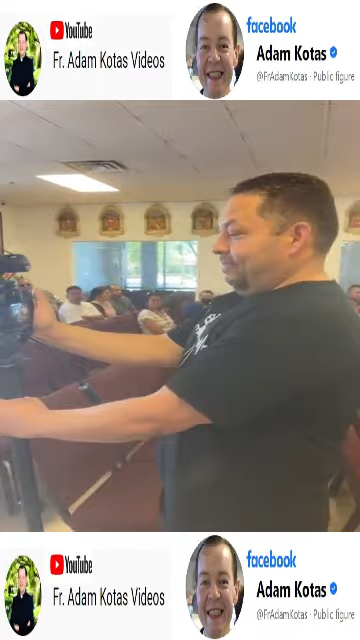 YouTube
Fr. Adam Kotas Videos
facebook
Adam Kotas
@FrAdamKotas · Public figure
YouTube
Fr. Adam Kotas Videos
facebook
Adam Kotas
@FrAdamKotas · Public figure